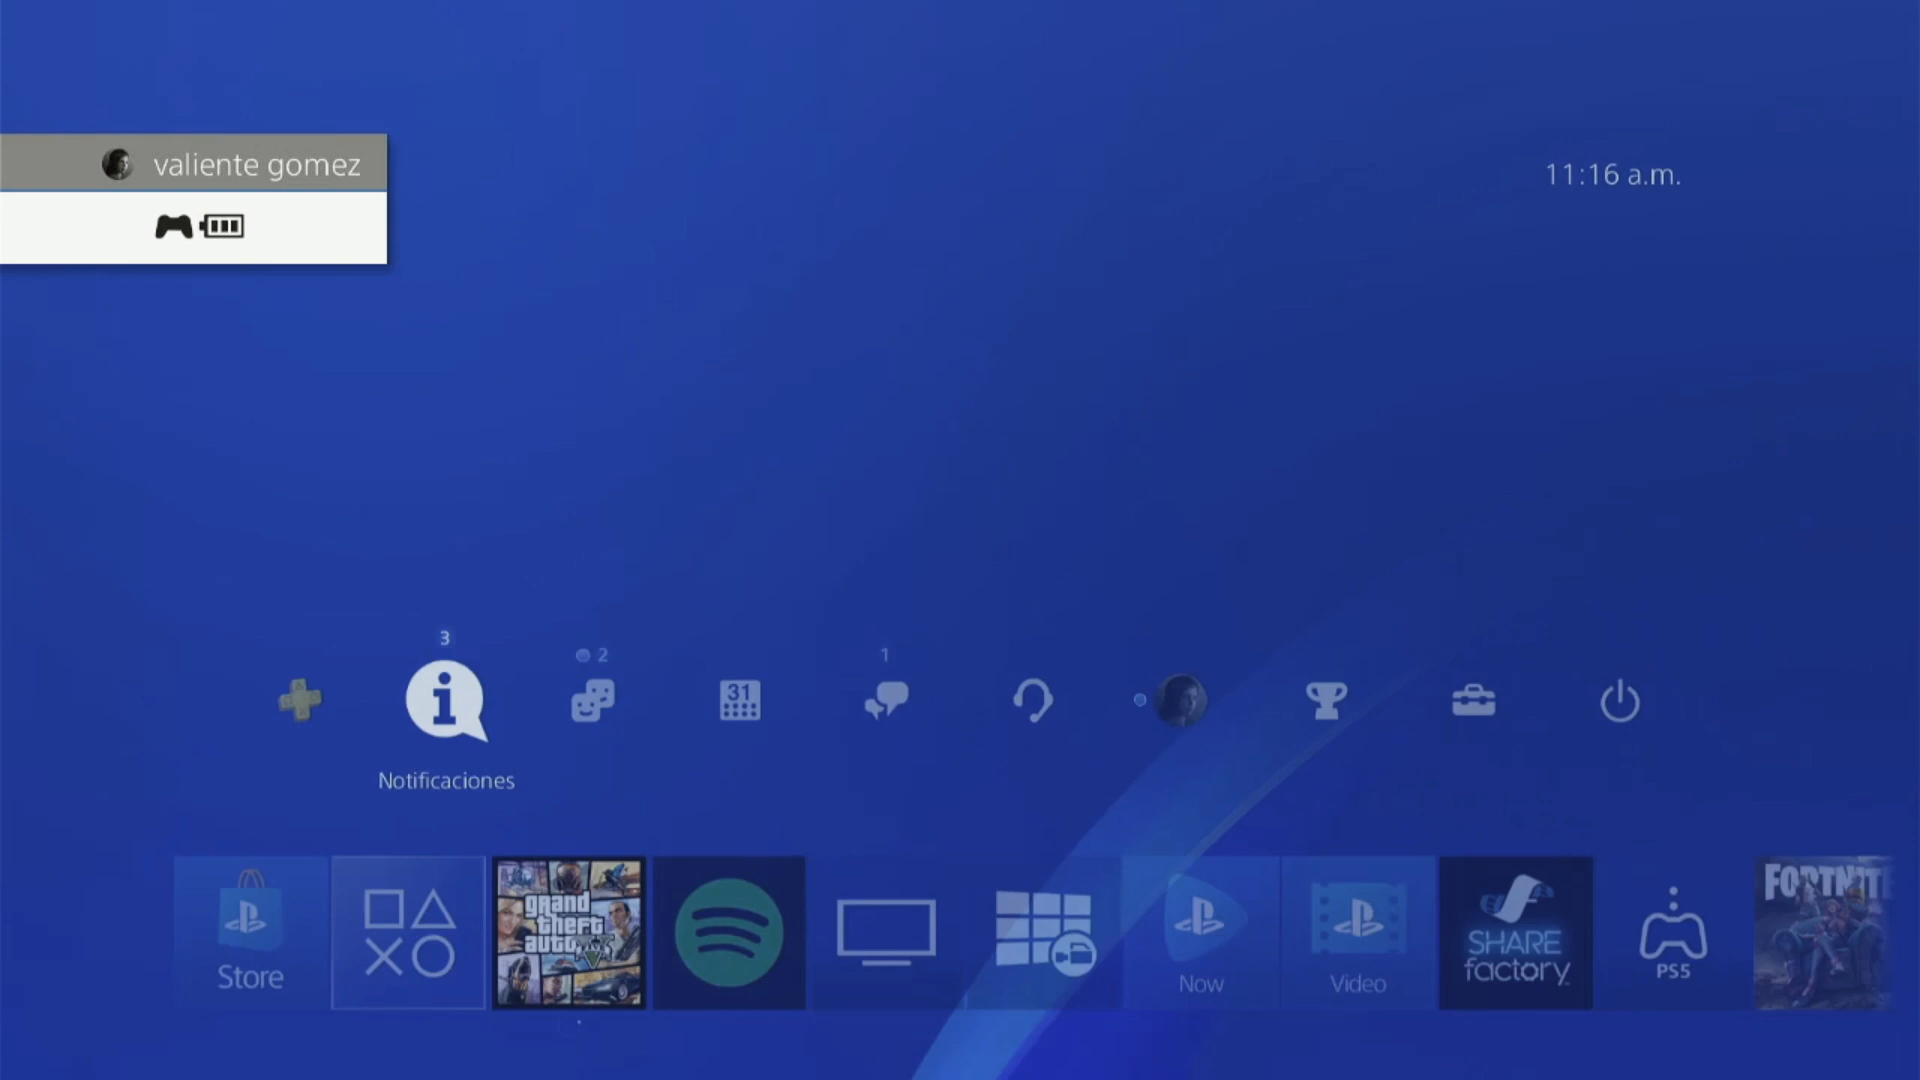 valiente gomez
11:16 a.m.
3
2
1
31
Notificaciones
Store
grand
theft
auto
V
Now
Video
SHARE
factory
PS5
FORTNITE